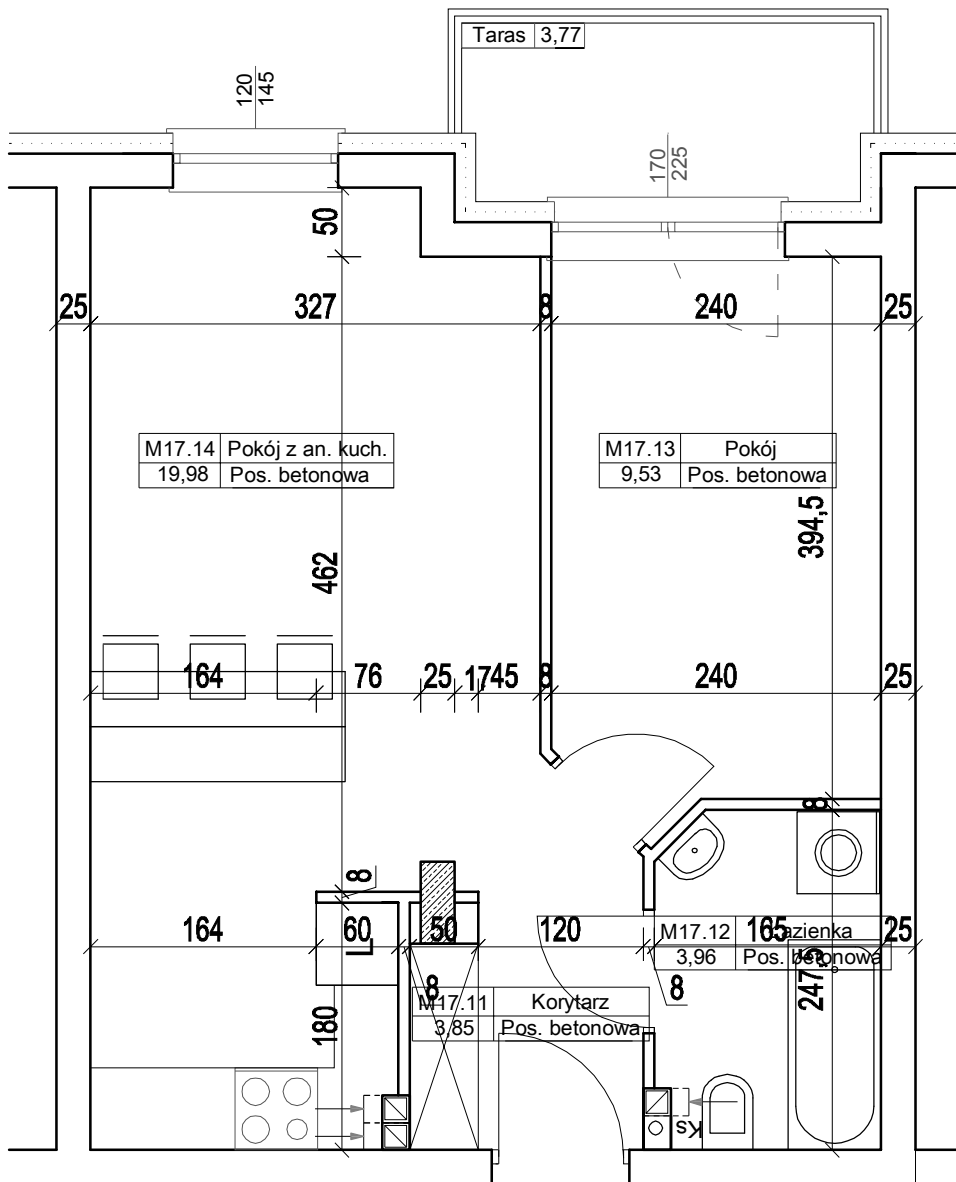 Taras 3,77
120
145
170
225
50
25 327 8 240 25
M17.14 Pokój z an. kuch.
19,98 Pos. betonowa
M17.13 Pokój
9,53 Pos. betonowa
394,5
462
164 76 25 17 45 8 240 25
8
8
164 60 50 120 165 25
L
M17.12 Łazienka
3,96 Pos. betonowa
247,5
8
8
M17.11 Korytarz
3,85 Pos. betonowa
180
Ks